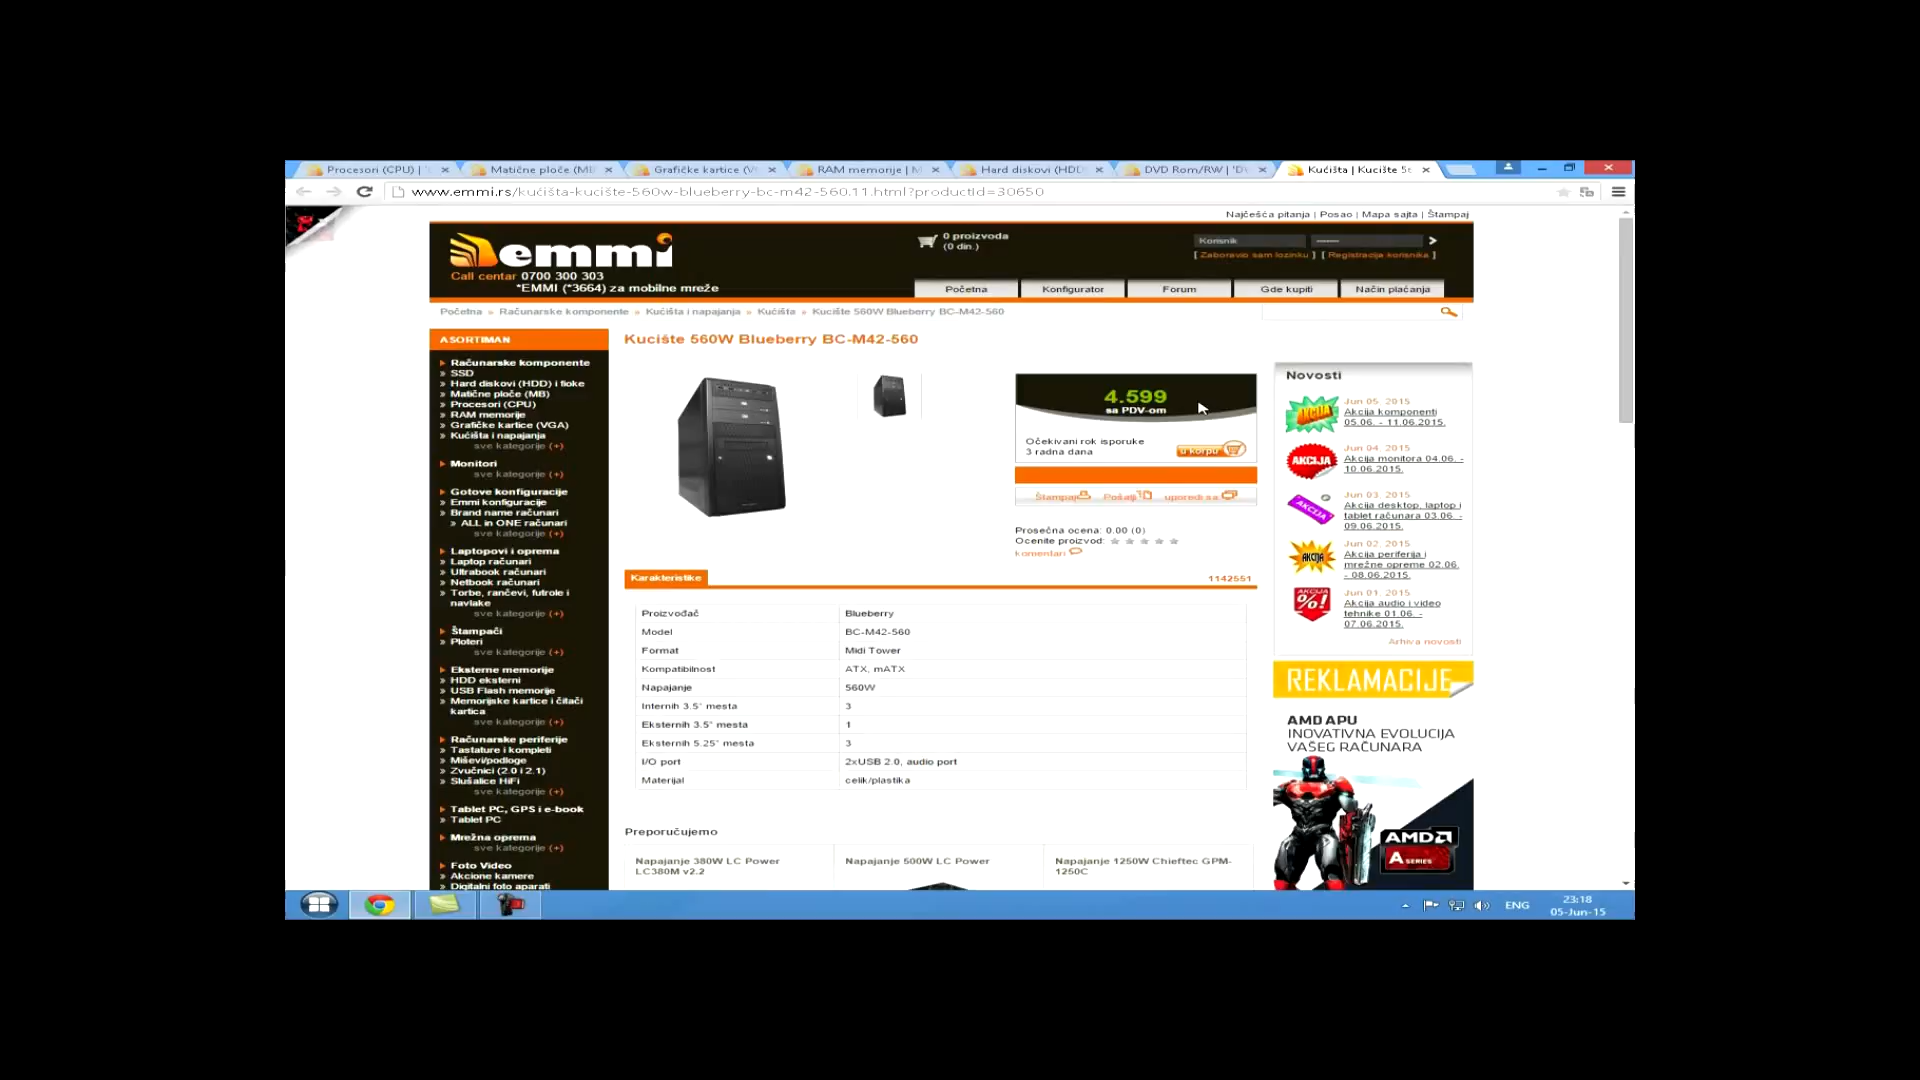 Procesori (CPU) |
Matične ploče (MB
Grafičke kartice (V
RAM memorije | M
Hard diskovi (HDD
DVD Rom/RW | 'D
Kućišta | Kucište 56
www.emmi.rs/kućišta-kucište-560w-blueberry-bc-m42-560.11.html?productId=30650
Najčešća pitanja | Posao | Mapa sajta | Štampaj
emmi
Call centar 0700 300 303
*EMMI (*3664) za mobilne mreže
0 proizvoda
(0 din.)
Korisnik
[ Zaboravio sam lozinku ] [ Registracija korisnika ]
Početna
Konfigurator
Forum
Gde kupiti
Način plaćanja
Početna » Računarske komponente » Kućišta i napajanja » Kućišta » Kucište 560W Blueberry BC-M42-560
ASORTIMAN
Računarske komponente
» SSD
» Hard diskovi (HDD) i fioke
» Matične ploče (MB)
» Procesori (CPU)
» RAM memorije
» Grafičke kartice (VGA)
» Kućišta i napajanja
sve kategorije (+)
Monitori
sve kategorije (+)
Gotove konfiguracije
» Emmi konfiguracije
» Brand name računari
» ALL in ONE računari
sve kategorije (+)
Laptopovi i oprema
» Laptop računari
» Ultrabook računari
» Netbook računari
» Torbe, rančevi, futrole i
navlake
sve kategorije (+)
Štampači
» Ploteri
sve kategorije (+)
Eksterne memorije
» HDD eksterni
» USB Flash memorije
» Memorijske kartice i čitači
kartica
sve kategorije (+)
Računarske periferije
» Tastature i kompleti
» Miševi/podloge
» Zvučnici (2.0 i 2.1)
» Slušalice HiFi
sve kategorije (+)
Tablet PC, GPS i e-book
» Tablet PC
Mrežna oprema
sve kategorije (+)
Foto Video
» Akcione kamere
» Digitalni foto aparati
Kucište 560W Blueberry BC-M42-560
4.599
sa PDV-om
Očekivani rok isporuke
3 radna dana
u korpu
Štampaj
Pošalji
uporedi sa
Prosečna ocena: 0.00 (0)
Ocenite proizvod:
komentari
Karakteristike
1142551
Proizvođač Blueberry
Model BC-M42-560
Format Midi Tower
Kompatibilnost ATX, mATX
Napajanje 560W
Internih 3.5" mesta 3
Eksternih 3.5" mesta 1
Eksternih 5.25" mesta 3
I/O port 2xUSB 2.0, audio port
Materijal celik/plastika
Preporučujemo
Napajanje 380W LC Power
LC380M v2.2
Napajanje 500W LC Power
Napajanje 1250W Chieftec GPM-
1250C
Novosti
AKCIJA
Jun 05. 2015
Akcija komponenti
05.06. - 11.06.2015.
AKCIJA
Jun 04. 2015
Akcija monitora 04.06. -
10.06.2015.
AKCIJA
Jun 03. 2015
Akcija desktop, laptop i
tablet računara 03.06. -
09.06.2015.
AKCIJA
Jun 02. 2015
Akcija periferija i
mrežne opreme 02.06.
- 08.06.2015.
AKCIJA
%!
Jun 01. 2015
Akcija audio i video
tehnike 01.06. -
07.06.2015.
Arhiva novosti
REKLAMACIJE
AMD APU
INOVATIVNA EVOLUCIJA
VAŠEG RAČUNARA
AMD
A SERIES
ENG
23:18
05-Jun-15